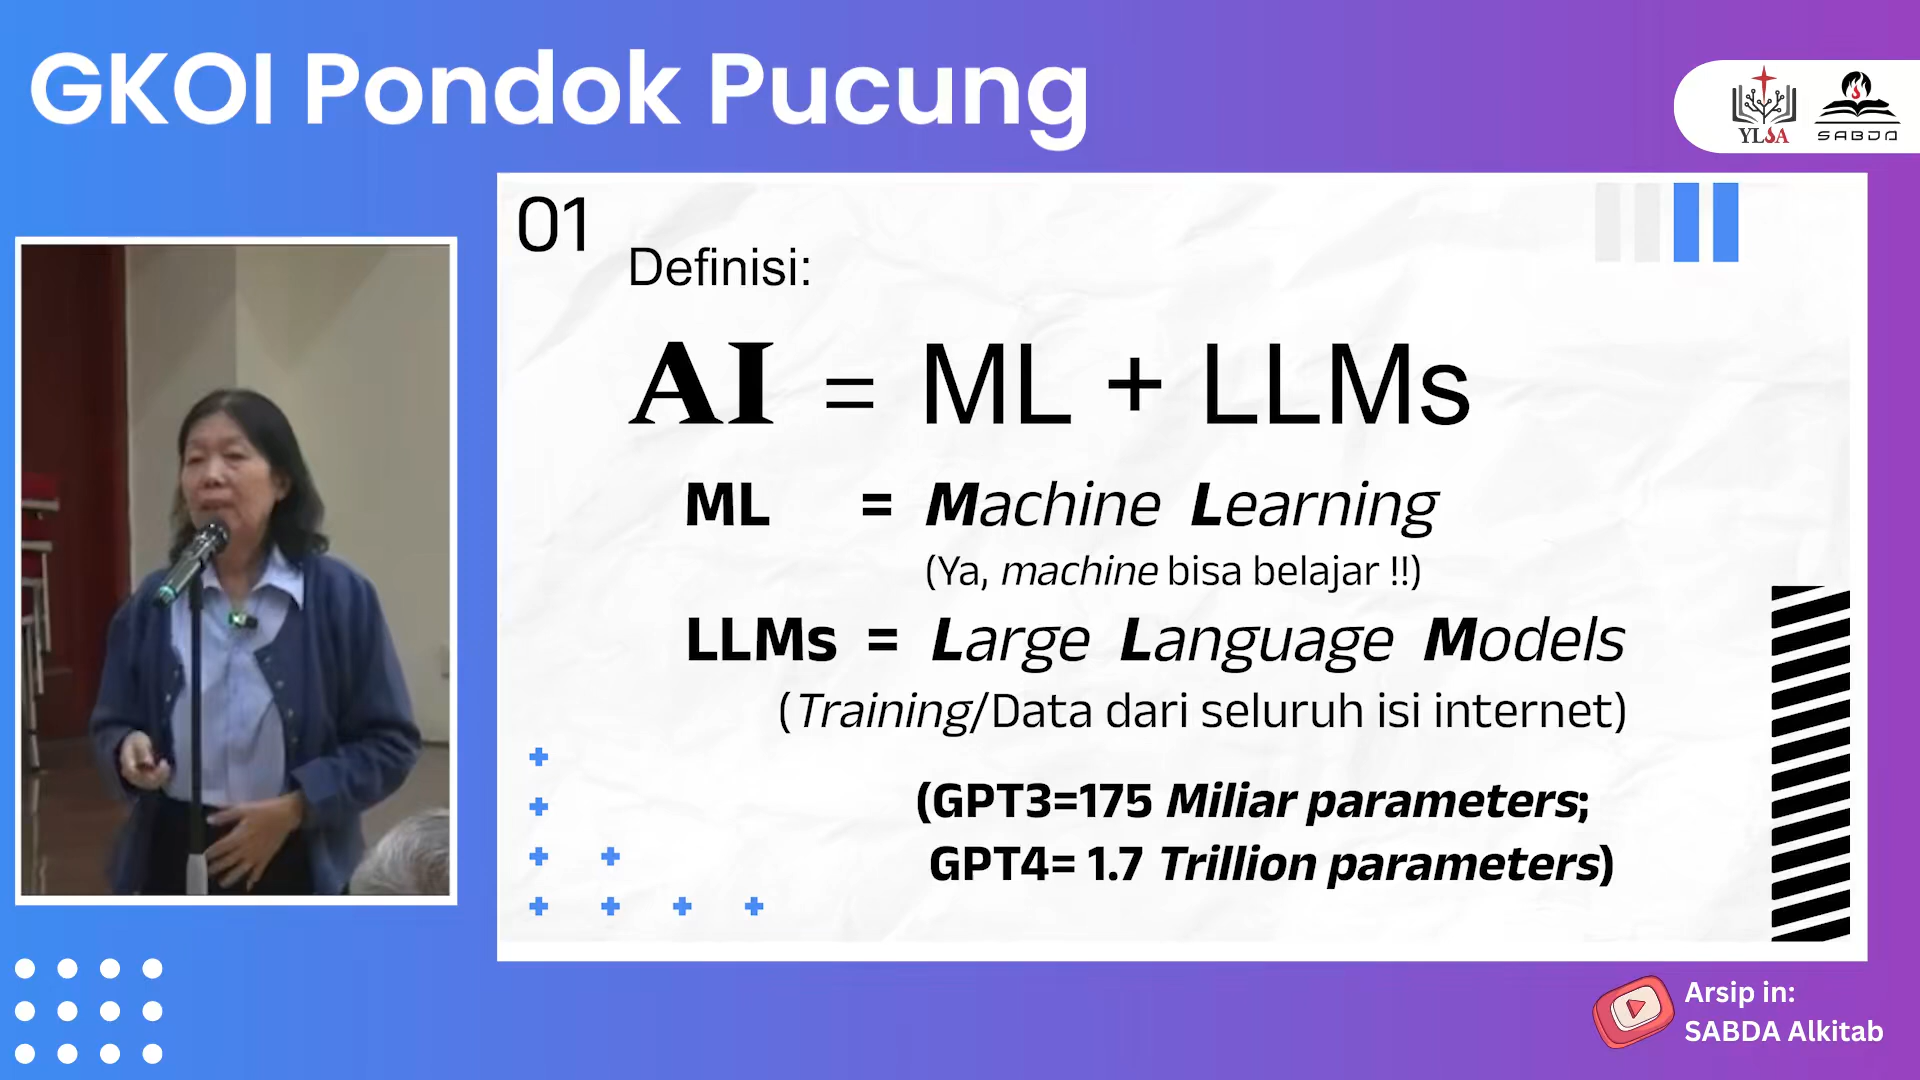 GKOI Pondok Pucung
YLSA
SABDA
01
Definisi:
AI = ML + LLMs
ML = Machine Learning
(Ya, machine bisa belajar !!)
LLMs = Large Language Models
(Training/Data dari seluruh isi internet)
(GPT3=175 Miliar parameters;
GPT4= 1.7 Trillion parameters)
Arsip in:
SABDA Alkitab